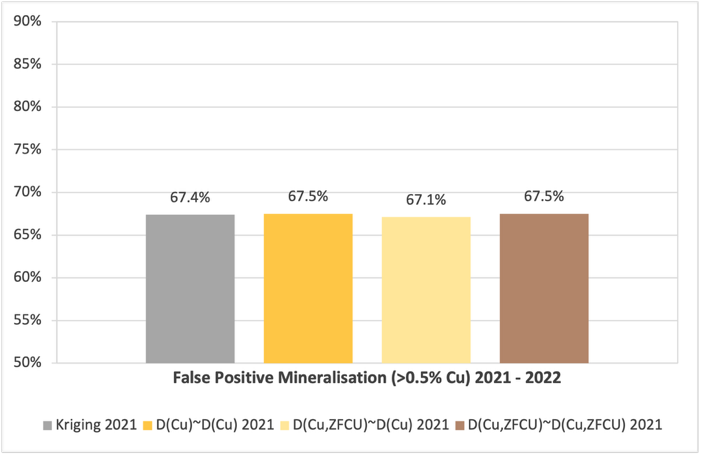 90%
85%
80%
75%
70%
65%
60%
55%
50%
67.4%
67.5%
67.1%
67.5%
False Positive Mineralisation (>0.5% Cu) 2021 - 2022
Kriging 2021
D(Cu)~D(Cu) 2021
D(Cu,ZFCU)~D(Cu) 2021
D(Cu,ZFCU)~D(Cu,ZFCU) 2021